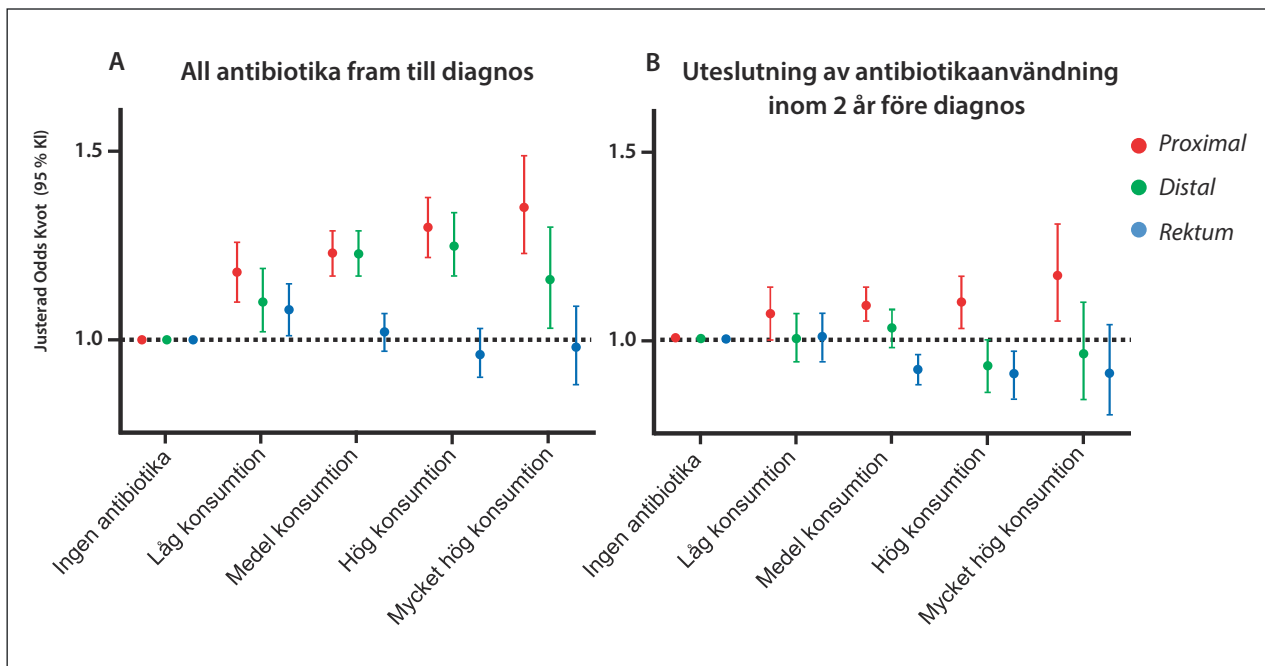 A
All antibiotika fram till diagnos
Justerad Odds Kvot (95 % KI)
1.5
1.0
Ingen antibiotika
Låg konsumtion
Medel konsumtion
Hög konsumtion
Mycket hög konsumtion
B
Uteslutning av antibiotikaanvändning
inom 2 år före diagnos
1.5
1.0
Ingen antibiotika
Låg konsumtion
Medel konsumtion
Hög konsumtion
Mycket hög konsumtion
Proximal
Distal
Rektum